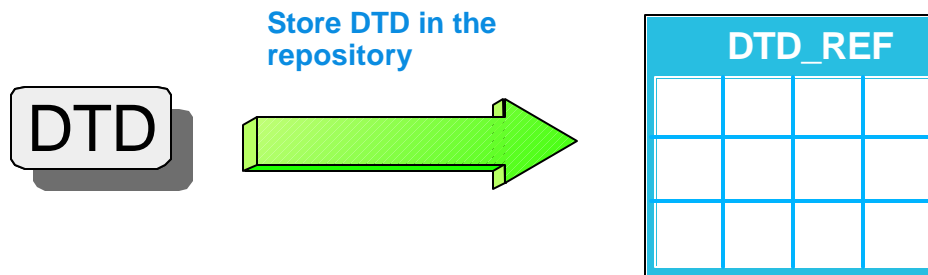 Store DTD in the
repository
DTD_REF
DTD